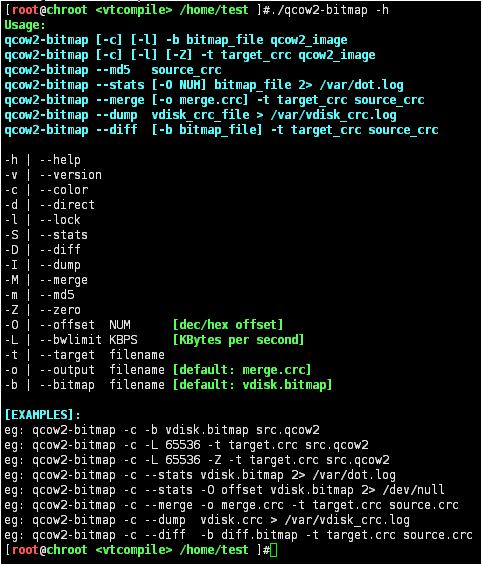 [root@chroot <vtcompile> /home/test ]#./qcow2-bitmap -h
Usage:
qcow2-bitmap [-c] [-l] -b bitmap_file qcow2_image
qcow2-bitmap [-c] [-l] [-Z] -t target_crc qcow2_image
qcow2-bitmap --md5   source_crc
qcow2-bitmap --stats [-O NUM] bitmap_file 2> /var/dot.log
qcow2-bitmap --merge [-o merge.crc] -t target_crc source_crc
qcow2-bitmap --dump  vdisk_crc_file > /var/vdisk_crc.log
qcow2-bitmap --diff  [-b bitmap_file] -t target_crc source_crc
-h | --help
-v | --version
-c | --color
-d | --direct
-l | --lock
-S | --stats
-D | --diff
-I | --dump
-M | --merge
-m | --md5
-Z | --zero
-O | --offset  NUM      [dec/hex offset]
-L | --bwlimit KBPS     [KBytes per second]
-t | --target  filename
-o | --output  filename [default: merge.crc]
-b | --bitmap  filename [default: vdisk.bitmap]
[EXAMPLES]:
eg: qcow2-bitmap -c -b vdisk.bitmap src.qcow2
eg: qcow2-bitmap -c -L 65536 -t target.crc src.qcow2
eg: qcow2-bitmap -c -L 65536 -Z -t target.crc src.qcow2
eg: qcow2-bitmap -c --stats vdisk.bitmap 2> /var/dot.log
eg: qcow2-bitmap -c --stats -O offset vdisk.bitmap 2> /dev/null
eg: qcow2-bitmap -c --merge -o merge.crc -t target.crc source.crc
eg: qcow2-bitmap -c --dump  vdisk.crc > /var/vdisk_crc.log
eg: qcow2-bitmap -c --diff  -b diff.bitmap -t target.crc source.crc
[root@chroot <vtcompile> /home/test ]#